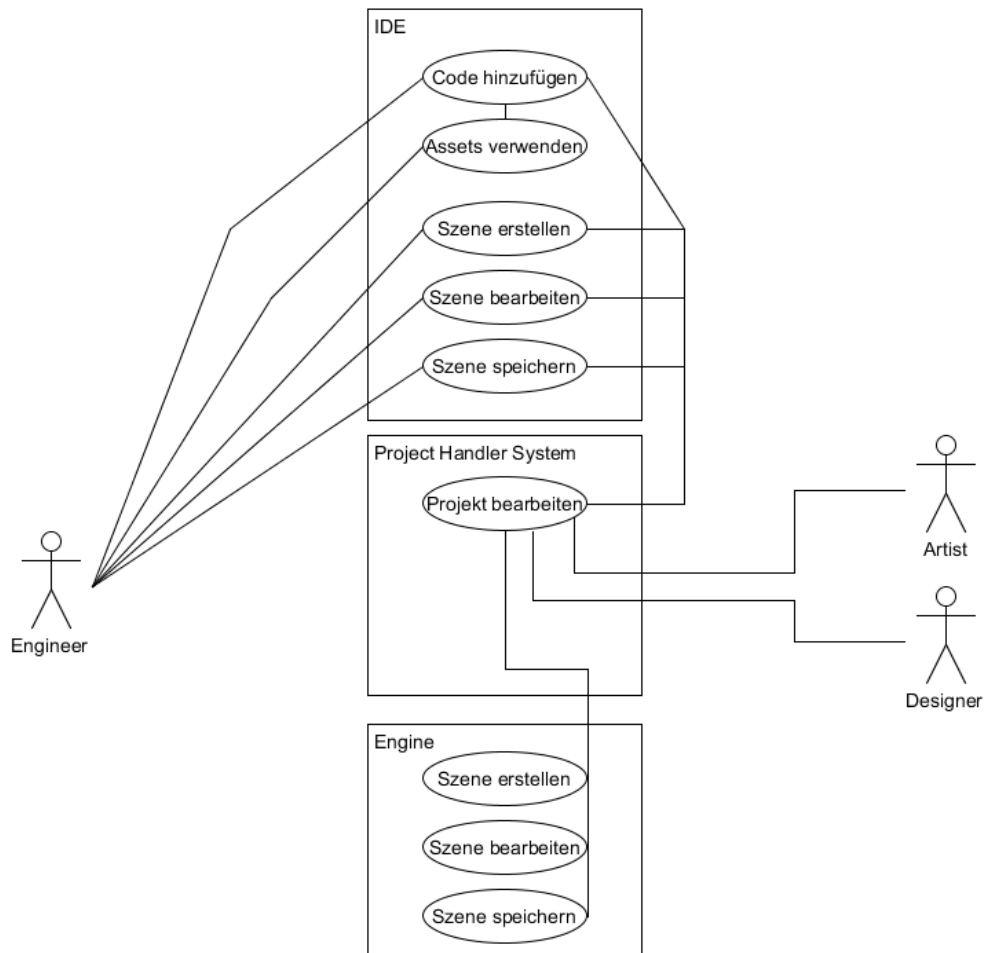 IDE
Code hinzufügen
Assets verwenden
Szene erstellen
Szene bearbeiten
Szene speichern
Project Handler System
Projekt bearbeiten
Artist
Engineer
Designer
Engine
Szene erstellen
Szene bearbeiten
Szene speichern